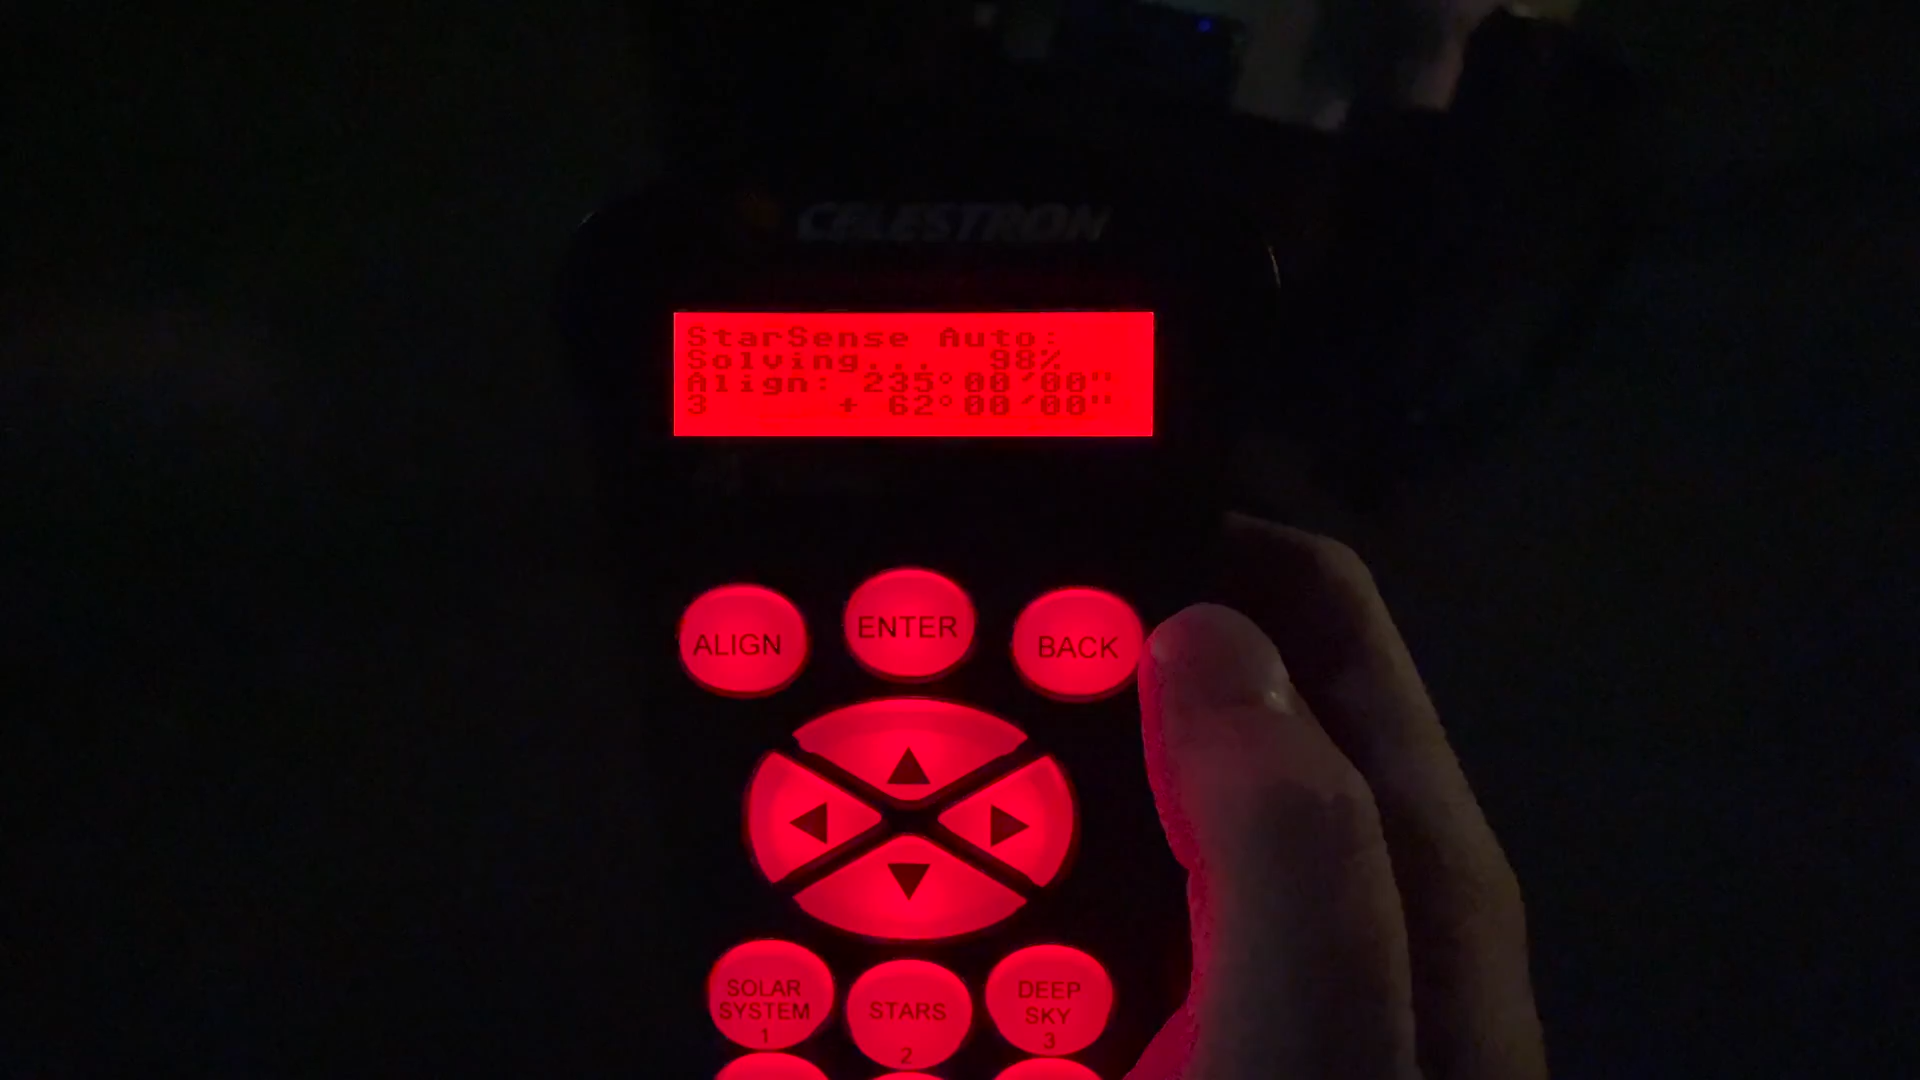 CELESTRON
StarSense Auto:
Solving... 98%
Align: 235°00'00"
3 + 62°00'00"
ALIGN
ENTER
BACK
SOLAR
SYSTEM
1
STARS
2
DEEP
SKY
3